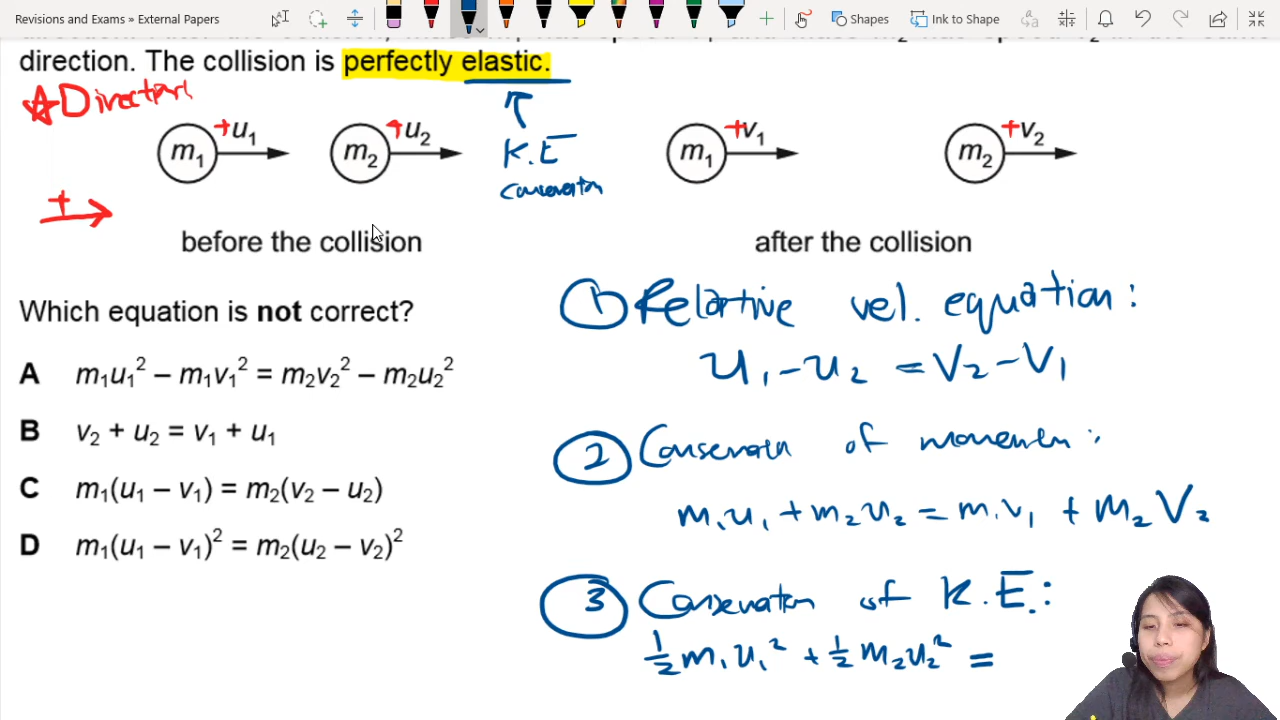 Revisions and Exams » External Papers
Shapes
Ink to Shape
direction. The collision is perfectly elastic.
Direction
+u₁
+u₂
+v₁
+v₂
m₁
m₂
K.E
m₁
m₂
+
before the collision
after the collision
Which equation is not correct?
① Relative vel. equation:
u₁ - u₂ = v₂ - v₁
A m₁u₁² – m₁v₁² = m₂v₂² – m₂u₂²
B v₂ + u₂ = v₁ + u₁
② of
C m₁(u₁ – v₁) = m₂(v₂ – u₂)
m₁u₁ + m₂u₂ = m₁v₁ + m₂v₂
D m₁(u₁ – v₁)² = m₂(u₂ – v₂)²
③ Conservation of K.E.:
½m₁u₁² + ½m₂u₂² =